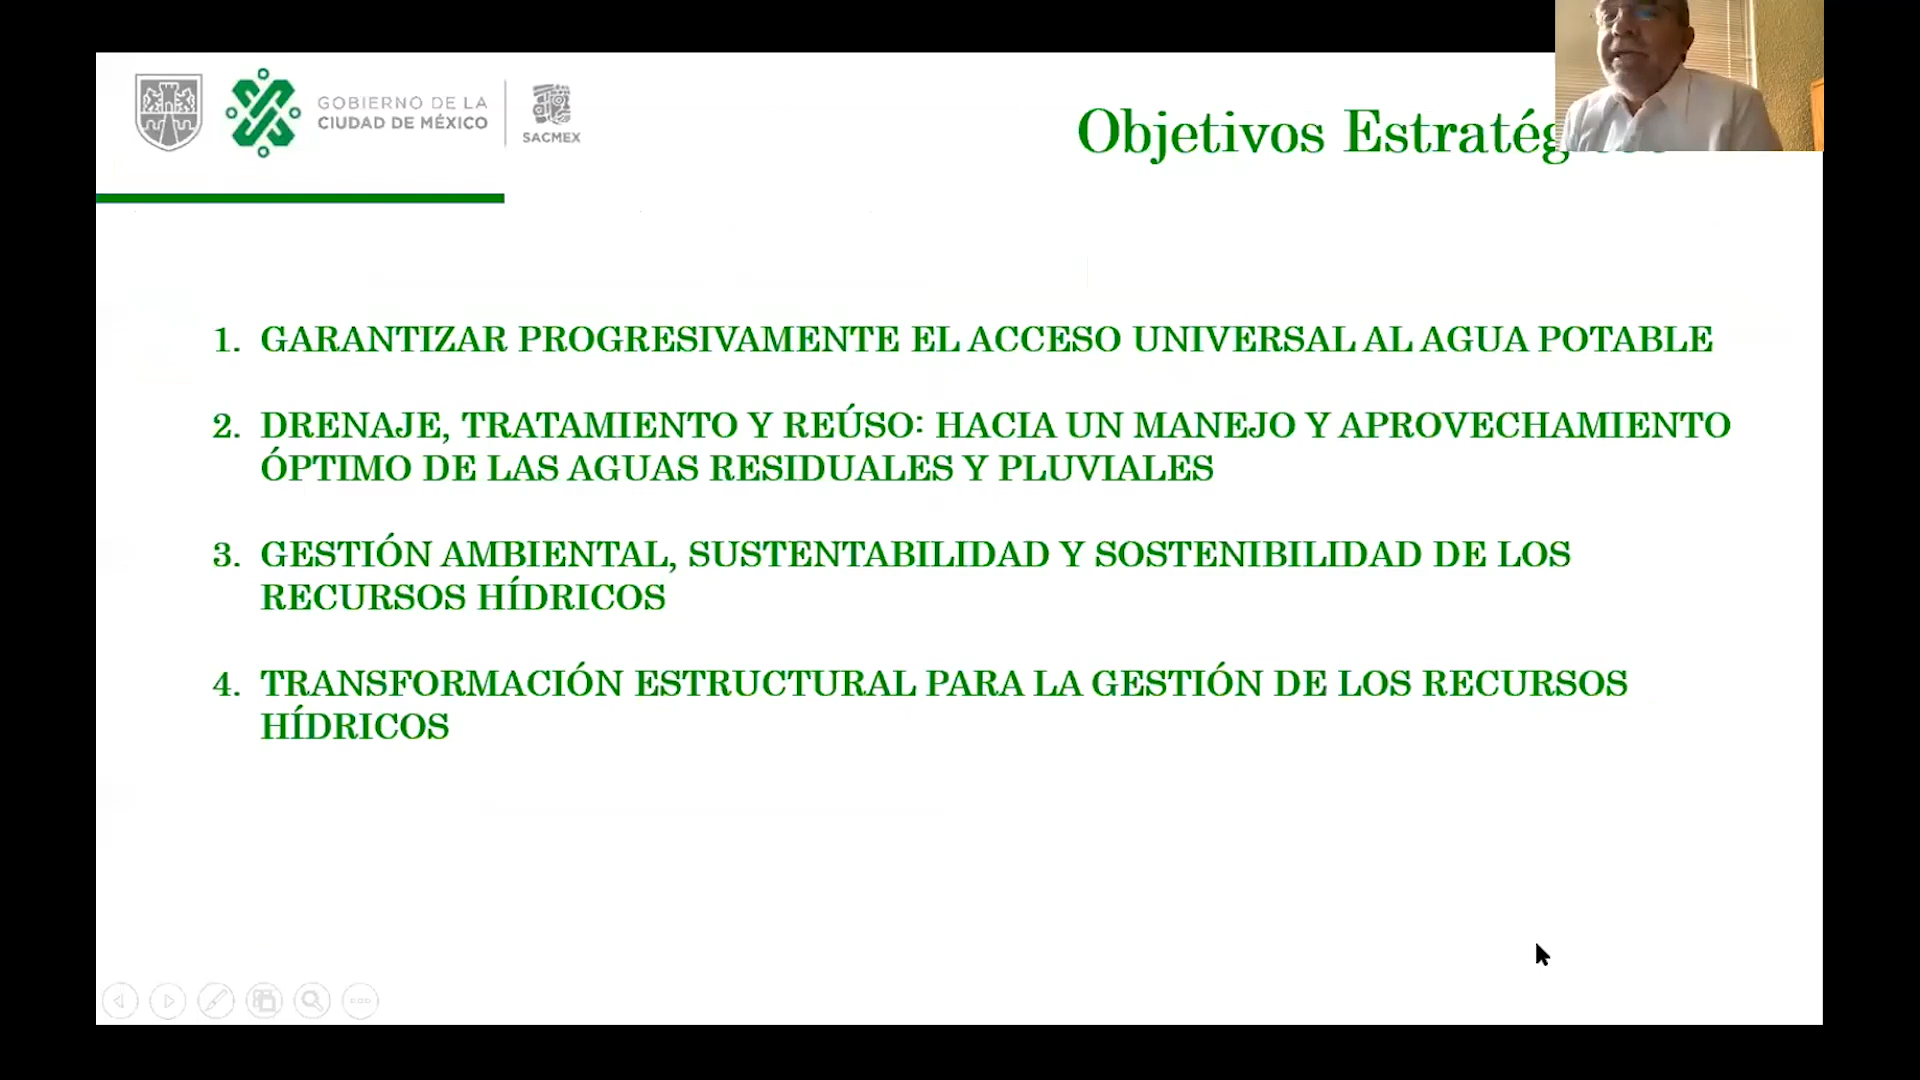 GOBIERNO DE LA
CIUDAD DE MÉXICO
SACMEX
Objetivos
1. GARANTIZAR PROGRESIVAMENTE EL ACCESO UNIVERSAL AL AGUA POTABLE
2. DRENAJE, TRATAMIENTO Y REÚSO: HACIA UN MANEJO Y APROVECHAMIENTO
ÓPTIMO DE LAS AGUAS RESIDUALES Y PLUVIALES
3. GESTIÓN AMBIENTAL, SUSTENTABILIDAD Y SOSTENIBILIDAD DE LOS
RECURSOS HÍDRICOS
4. TRANSFORMACIÓN ESTRUCTURAL PARA LA GESTIÓN DE LOS RECURSOS
HÍDRICOS